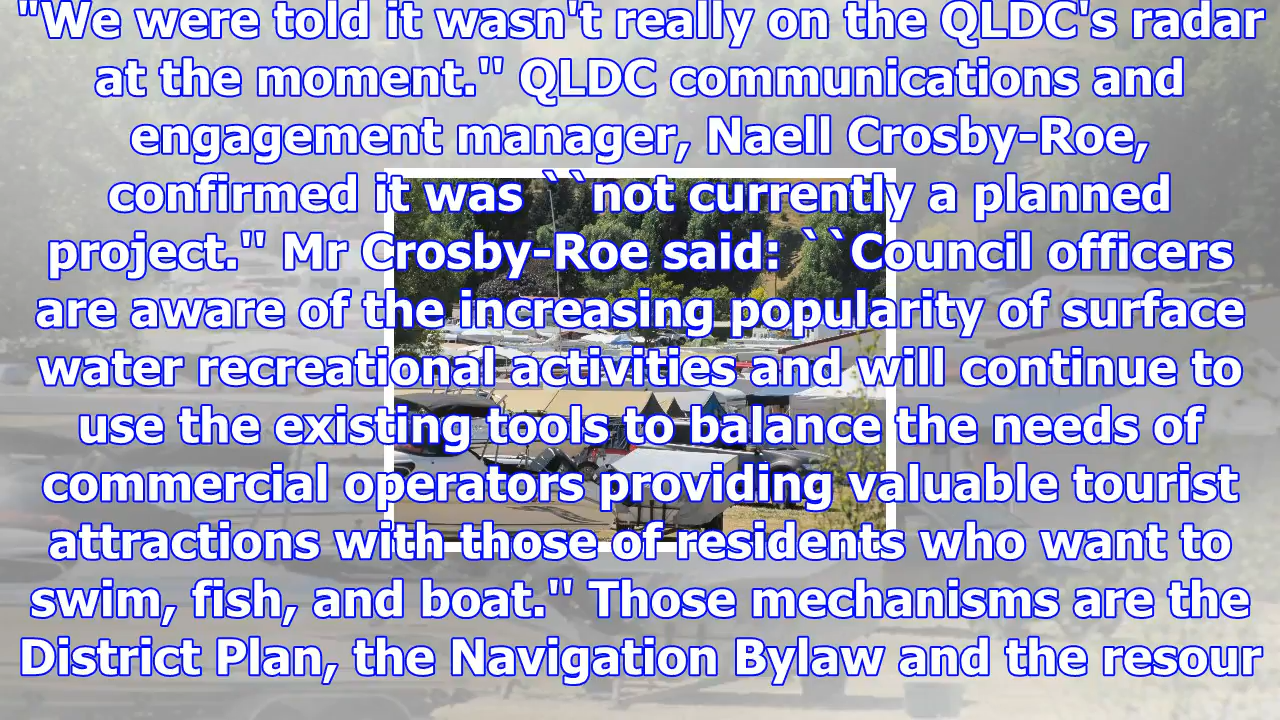 "We were told it wasn't really on the QLDC's radar
at the moment.'' QLDC communications and
engagement manager, Naell Crosby-Roe,
confirmed it was ``not currently a planned
project.'' Mr Crosby-Roe said: ``Council officers
are aware of the increasing popularity of surface
water recreational activities and will continue to
use the existing tools to balance the needs of
commercial operators providing valuable tourist
attractions with those of residents who want to
swim, fish, and boat.'' Those mechanisms are the
District Plan, the Navigation Bylaw and the resour